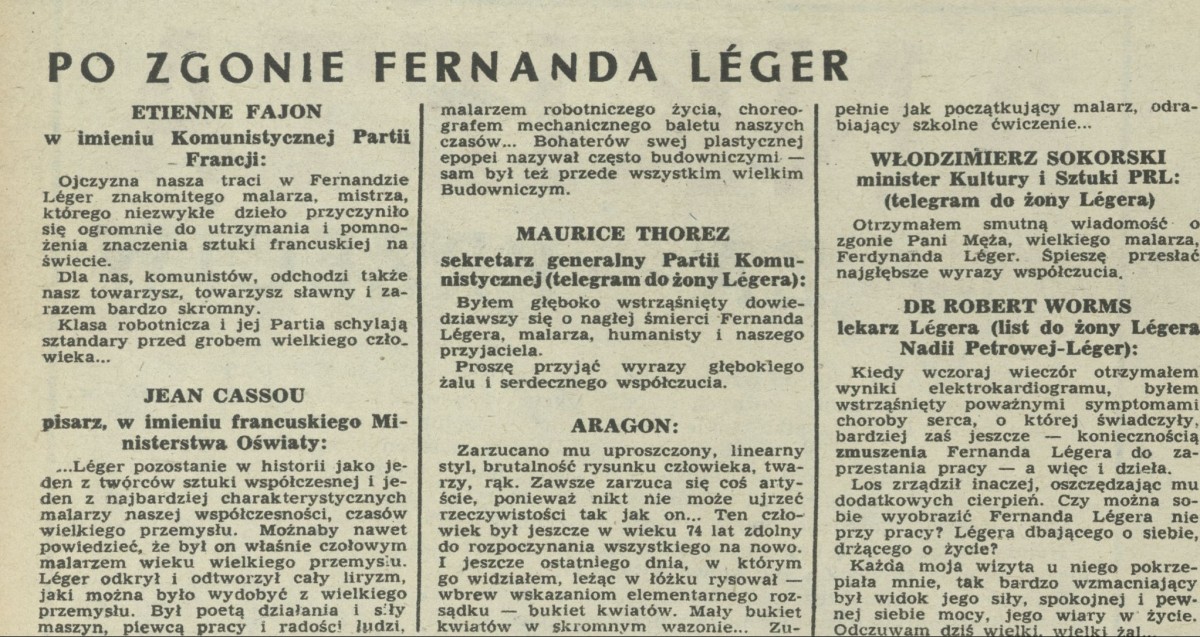 PO ZGONIE FERNANDA LÉGER
ETIENNE FAJON
w imieniu Komunistycznej Partii
Francji:
Ojczyzna nasza traci w Fernandzie
Léger znakomitego malarza, mistrza,
którego niezwykłe dzieło przyczyniło
się ogromnie do utrzymania i pomno-
żenia znaczenia sztuki francuskiej na
świecie.
Dla nas, komunistów, odchodzi także
nasz towarzysz, towarzysz sławny i za-
razem bardzo skromny.
Klasa robotnicza i jej Partia schylają
sztandary przed grobem wielkiego czło-
wieka...
JEAN CASSOU
pisarz, w imieniu francuskiego Mi-
nisterstwa Oświaty:
...Léger pozostanie w historii jako je-
den z twórców sztuki współczesnej i je-
den z najbardziej charakterystycznych
malarzy naszej współczesności, czasów
wielkiego przemysłu. Możnaby nawet
powiedzieć, że był on właśnie czołowym
malarzem wieku wielkiego przemysłu.
Léger odkrył i odtworzył cały liryzm,
jaki można było wydobyć z wielkiego
przemysłu. Był poetą działania i siły
maszyn, piewcą pracy i radości ludzi,
malarzem robotniczego życia, choreo-
grafem mechanicznego baletu naszych
czasów... Bohaterów swej plastycznej
epopei nazywał często budowniczymi —
sam był też przede wszystkim wielkim
Budowniczym.
MAURICE THOREZ
sekretarz generalny Partii Komu-
nistycznej (telegram do żony Légera):
Byłem głęboko wstrząśnięty dowie-
dziawszy się o nagłej śmierci Fernanda
Légera, malarza, humanisty i naszego
przyjaciela.
Proszę przyjąć wyrazy głębokiego
żalu i serdecznego współczucia.
ARAGON:
Zarzucano mu uproszczony, linearny
styl, brutalność rysunku człowieka, twa-
rzy, rąk. Zawsze zarzuca się coś arty-
ście, ponieważ nikt nie może ujrzeć
rzeczywistości tak jak on... Ten czło-
wiek był jeszcze w wieku 74 lat zdolny
do rozpoczynania wszystkiego na nowo.
I jeszcze ostatniego dnia, w którym
go widziałem, leżąc w łóżku rysował —
wbrew wskazaniom elementarnego roz-
sądku — bukiet kwiatów. Mały bukiet
kwiatów w skromnym wazonie... Zu-
pełnie jak początkujący malarz, odra-
biający szkolne ćwiczenie...
WŁODZIMIERZ SOKORSKI
minister Kultury i Sztuki PRL:
(telegram do żony Légera)
Otrzymałem smutną wiadomość o
zgonie Pani Męża, wielkiego malarza,
Ferdynanda Léger. Śpieszę przesłać
najgłębsze wyrazy współczucia.
DR ROBERT WORMS
lekarz Légera (list do żony Légera
Nadii Petrowej-Léger):
Kiedy wczoraj wieczór otrzymałem
wyniki elektrokardiogramu, byłem
wstrząśnięty poważnymi symptomami
choroby serca, o której świadczyły,
bardziej zaś jeszcze — koniecznością
zmuszenia Fernanda Légera do za-
przestania pracy — a więc i dzieła.
Los zrządził inaczej, oszczędzając mu
dodatkowych cierpień. Czy można so-
bie wyobrazić Fernanda Légera nie
przy pracy? Légera dbającego o siebie,
drżącego o życie?
Każda moja wizyta u niego pokrze-
piała mnie, tak bardzo wzmacniający
był widok jego siły, spokojnej i pew-
nej siebie mocy, jego wiary w życie.
Odczuwam dziś wielki, wielki żal...